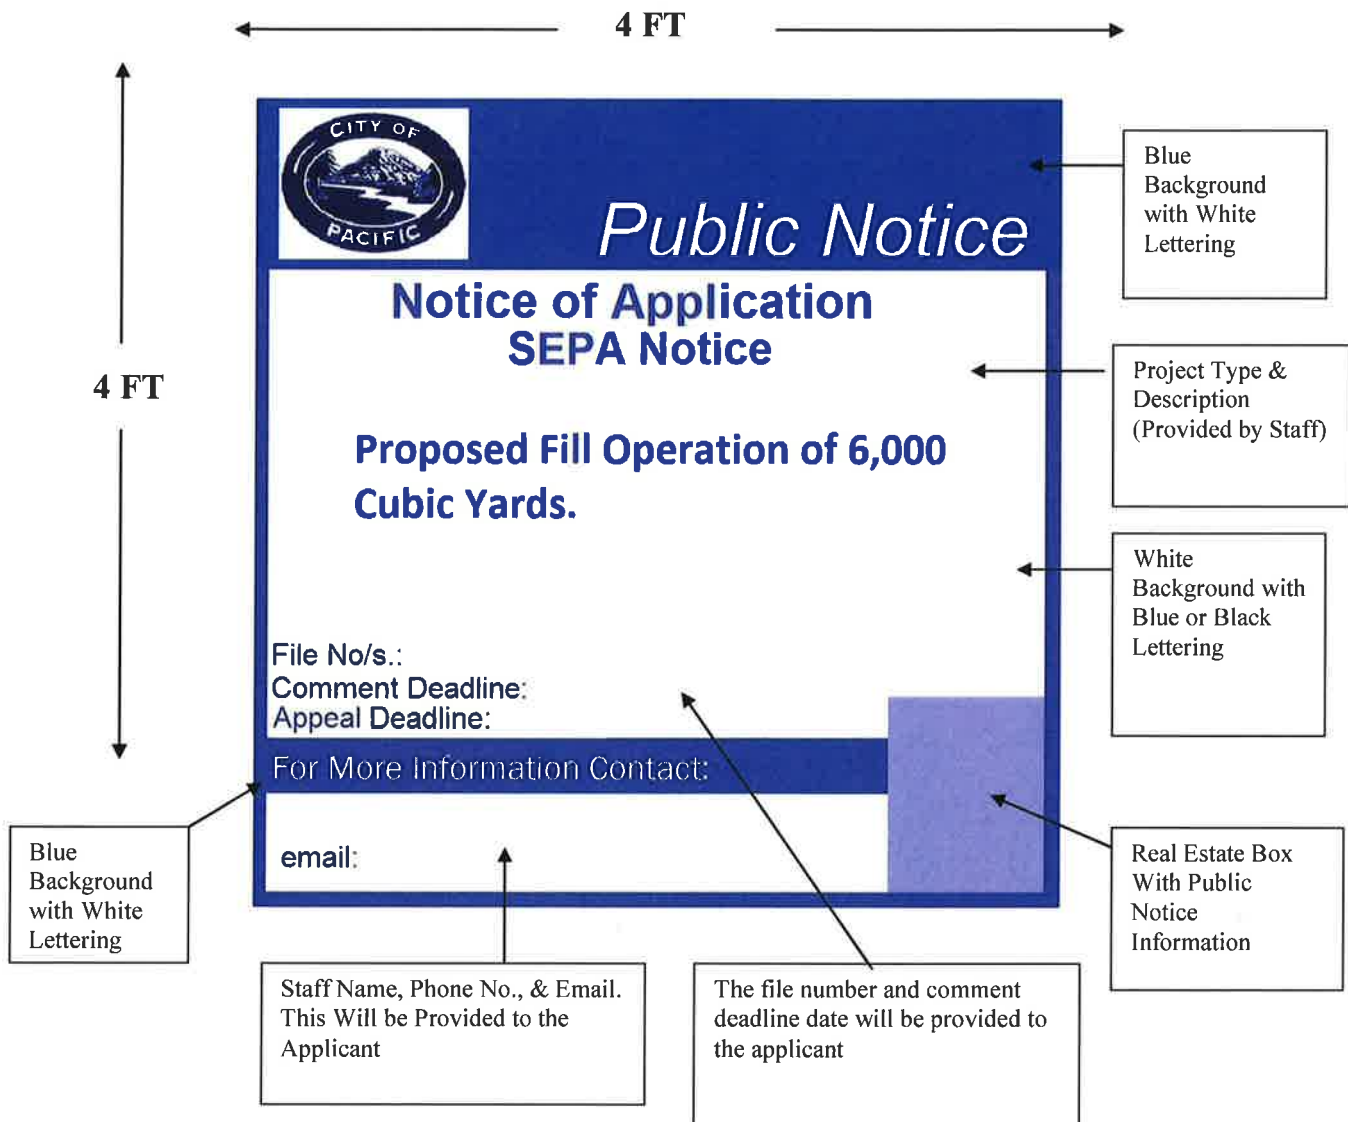 4 FT
CITY OF
PACIFIC
Public Notice
Blue
Background
with White
Lettering
Notice of Application
SEPA Notice
4 FT
Project Type &
Description
(Provided by Staff)
Proposed Fill Operation of 6,000
Cubic Yards.
White
Background with
Blue or Black
Lettering
File No/s.:
Comment Deadline:
Appeal Deadline:
For More Information Contact:
email:
Blue
Background
with White
Lettering
Real Estate Box
With Public
Notice
Information
Staff Name, Phone No., & Email.
This Will be Provided to the
Applicant
The file number and comment
deadline date will be provided to
the applicant